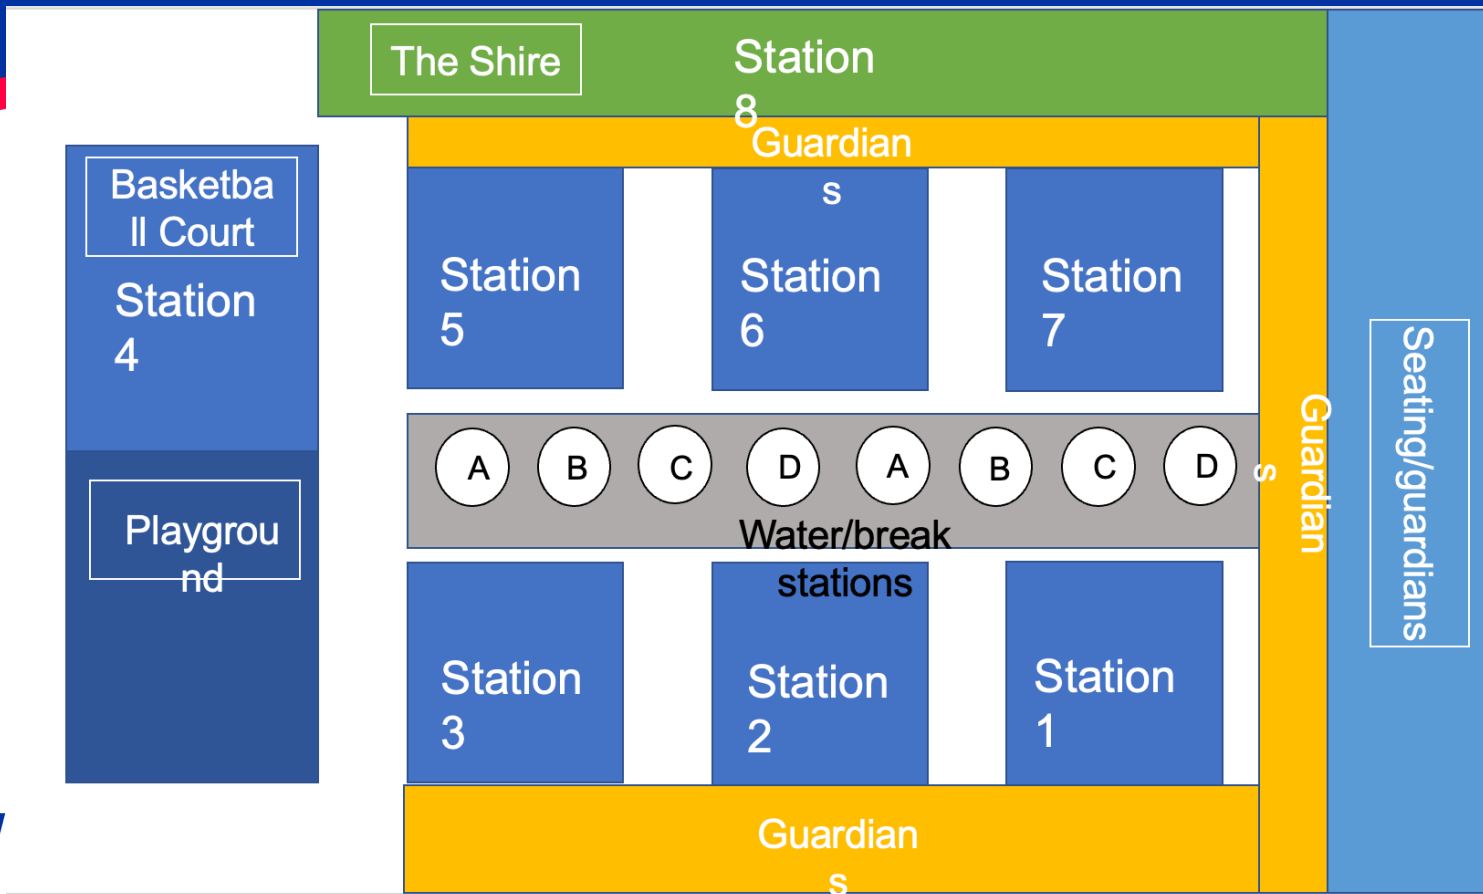 The Shire
Station
8
Guardian
s
Basketba
ll Court
Station
4
Station
5
Station
6
Station
7
A B C D A B C D
Water/break
stations
Playgrou
nd
Station
3
Station
2
Station
1
Guardian
s
Guardian
s
Seating/guardians